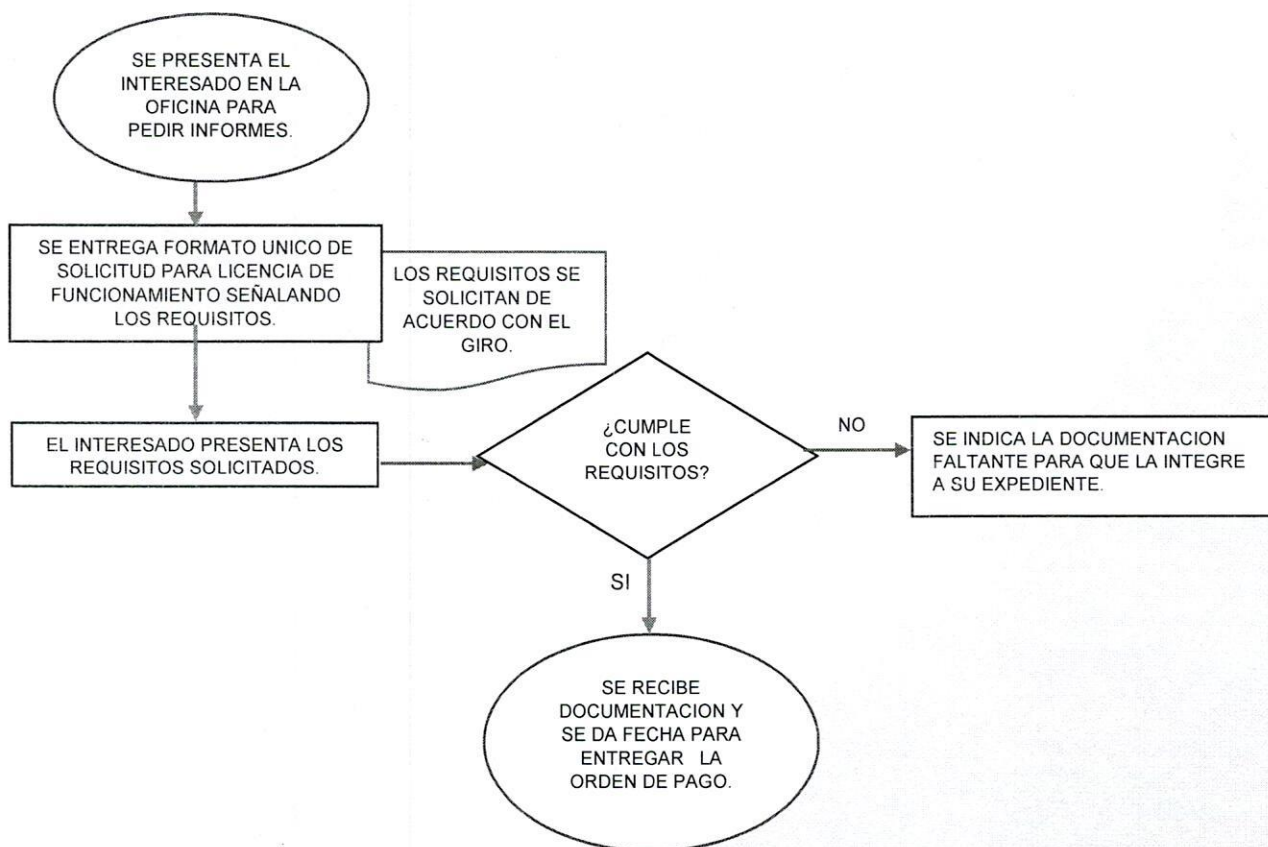 SE PRESENTA EL
INTERESADO EN LA
OFICINA PARA
PEDIR INFORMES.
SE ENTREGA FORMATO UNICO DE
SOLICITUD PARA LICENCIA DE
FUNCIONAMIENTO SEÑALANDO
LOS REQUISITOS.
LOS REQUISITOS SE
SOLICITAN DE
ACUERDO CON EL
GIRO.
EL INTERESADO PRESENTA LOS
REQUISITOS SOLICITADOS.
¿CUMPLE
CON LOS
REQUISITOS?
NO
SE INDICA LA DOCUMENTACION
FALTANTE PARA QUE LA INTEGRE
A SU EXPEDIENTE.
SI
SE RECIBE
DOCUMENTACION Y
SE DA FECHA PARA
ENTREGAR LA
ORDEN DE PAGO.